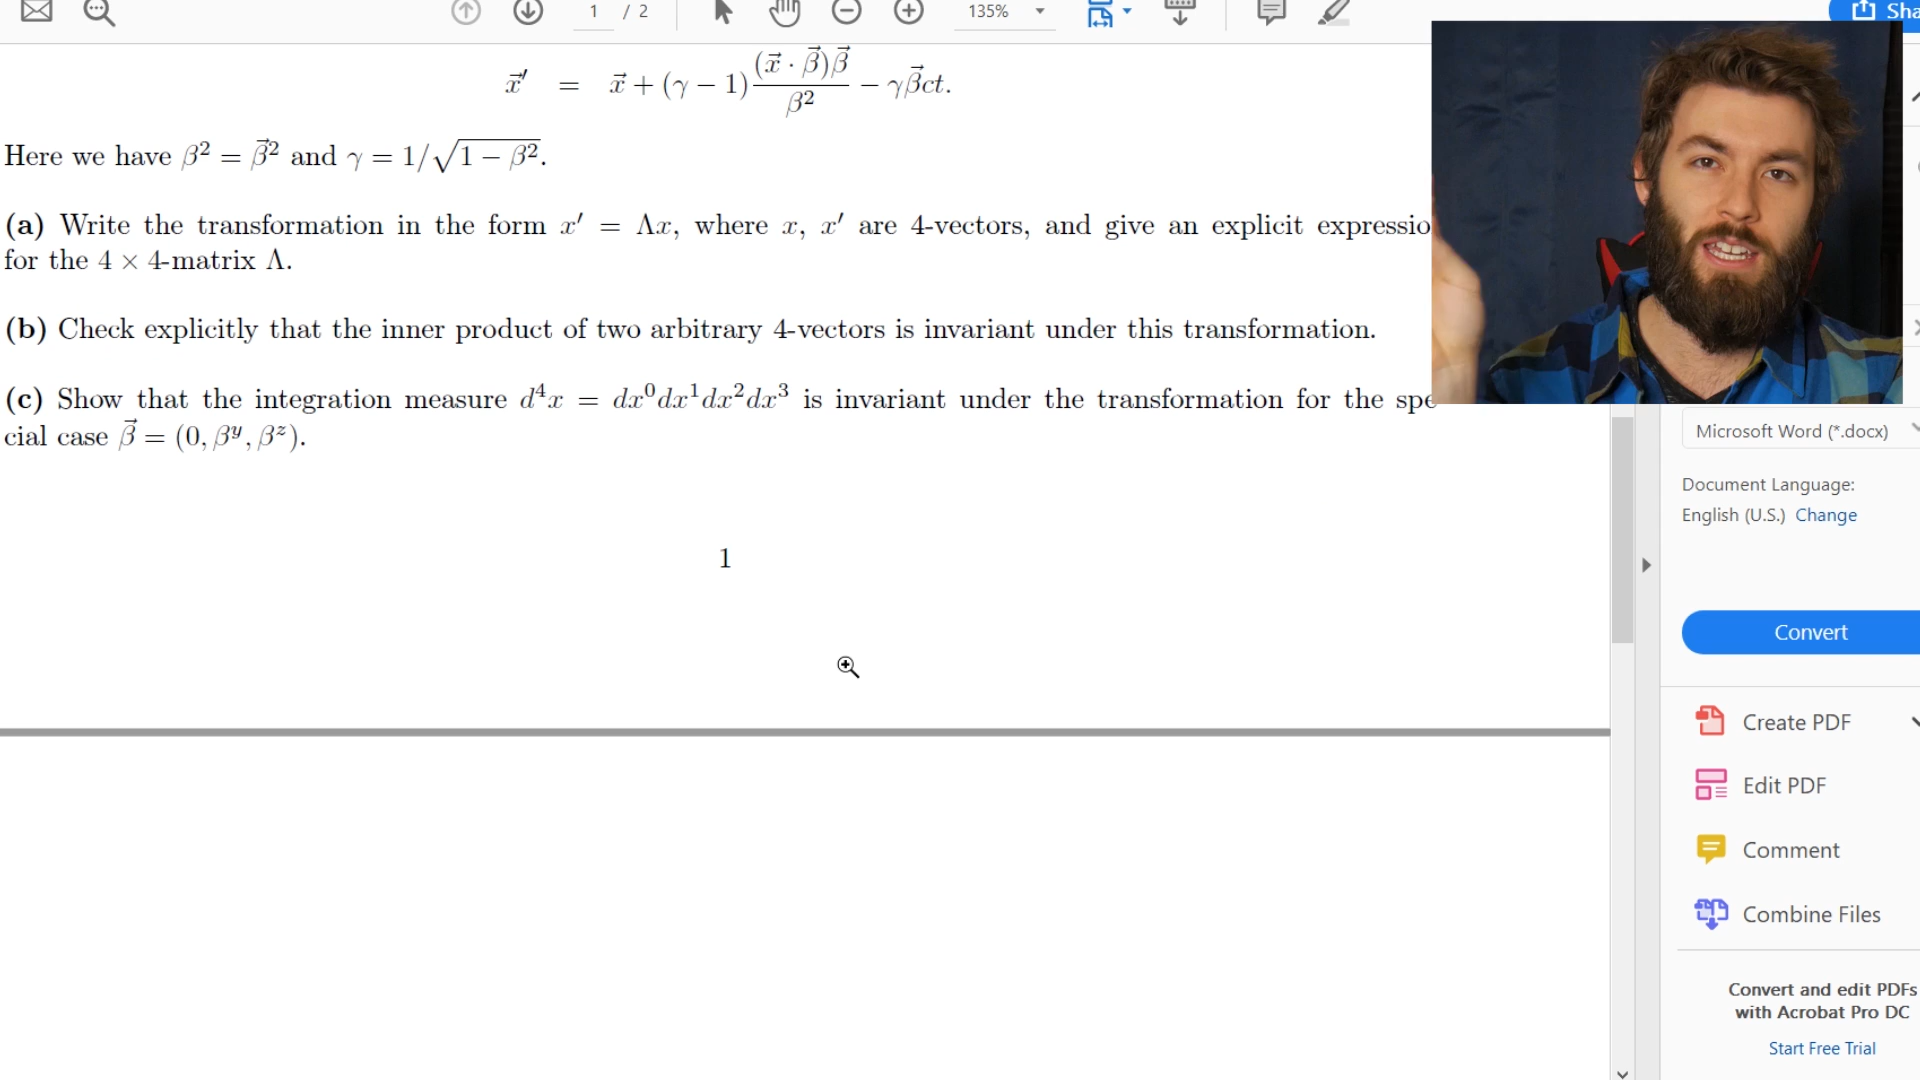 1 / 2 135% Sha
x⃗′ = x⃗ + (γ − 1) (x⃗ · β⃗)β⃗ / β² − γβ⃗ct.
Here we have β² = β⃗² and γ = 1/√1 − β².
(a) Write the transformation in the form x′ = Λx, where x, x′ are 4-vectors, and give an explicit expressio
for the 4 × 4-matrix Λ.
(b) Check explicitly that the inner product of two arbitrary 4-vectors is invariant under this transformation.
(c) Show that the integration measure d⁴x = dx⁰dx¹dx²dx³ is invariant under the transformation for the spe
cial case β⃗ = (0, βʸ, βᶻ).
1
Microsoft Word (*.docx)
Document Language:
English (U.S.) Change
Convert
Create PDF
Edit PDF
Comment
Combine Files
Convert and edit PDFs
with Acrobat Pro DC
Start Free Trial